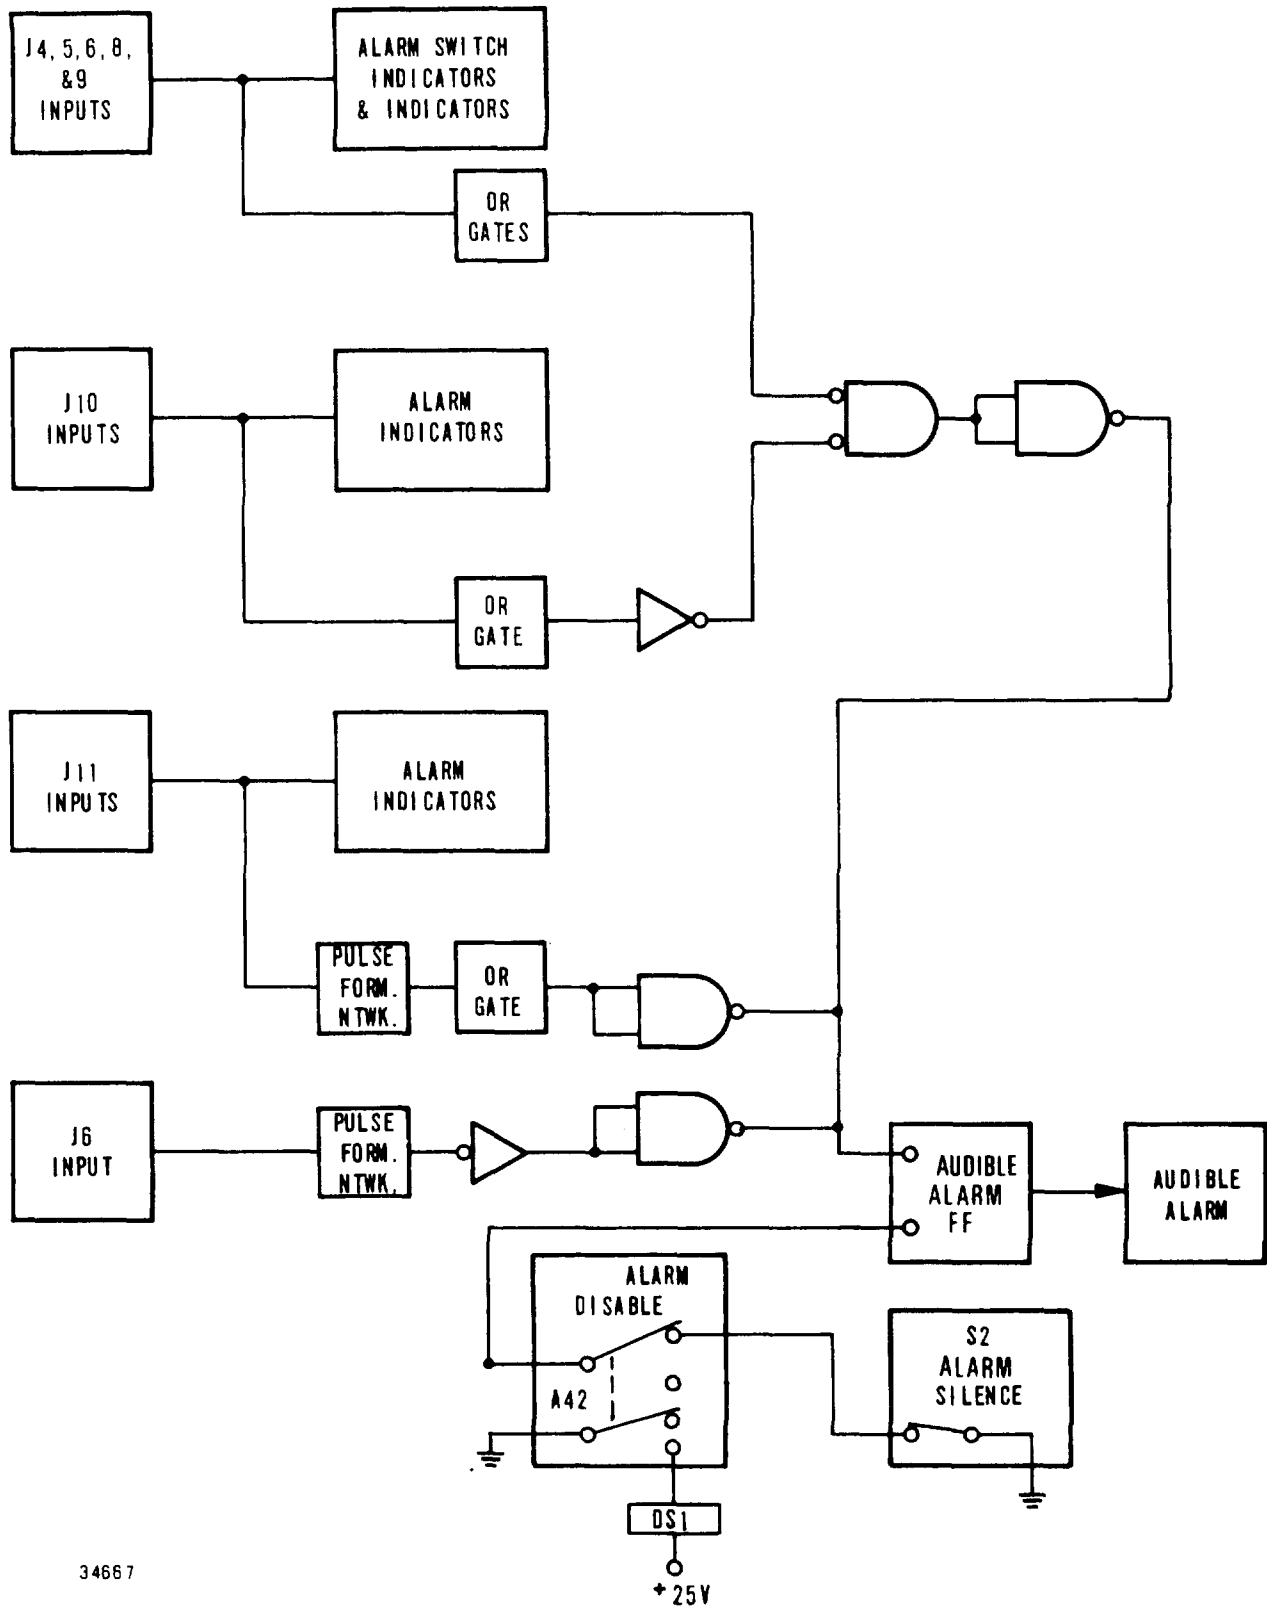 J4, 5, 6, 8,
&9
INPUTS
ALARM SWITCH
INDICATORS
& INDICATORS
OR
GATES
J10
INPUTS
ALARM
INDICATORS
OR
GATE
J11
INPUTS
ALARM
INDICATORS
PULSE
FORM.
NTWK.
OR
GATE
J6
INPUT
PULSE
FORM.
NTWK.
AUDIBLE
ALARM
FF
AUDIBLE
ALARM
ALARM
DISABLE
A42
S2
ALARM
SILENCE
DS1
+25V
34667